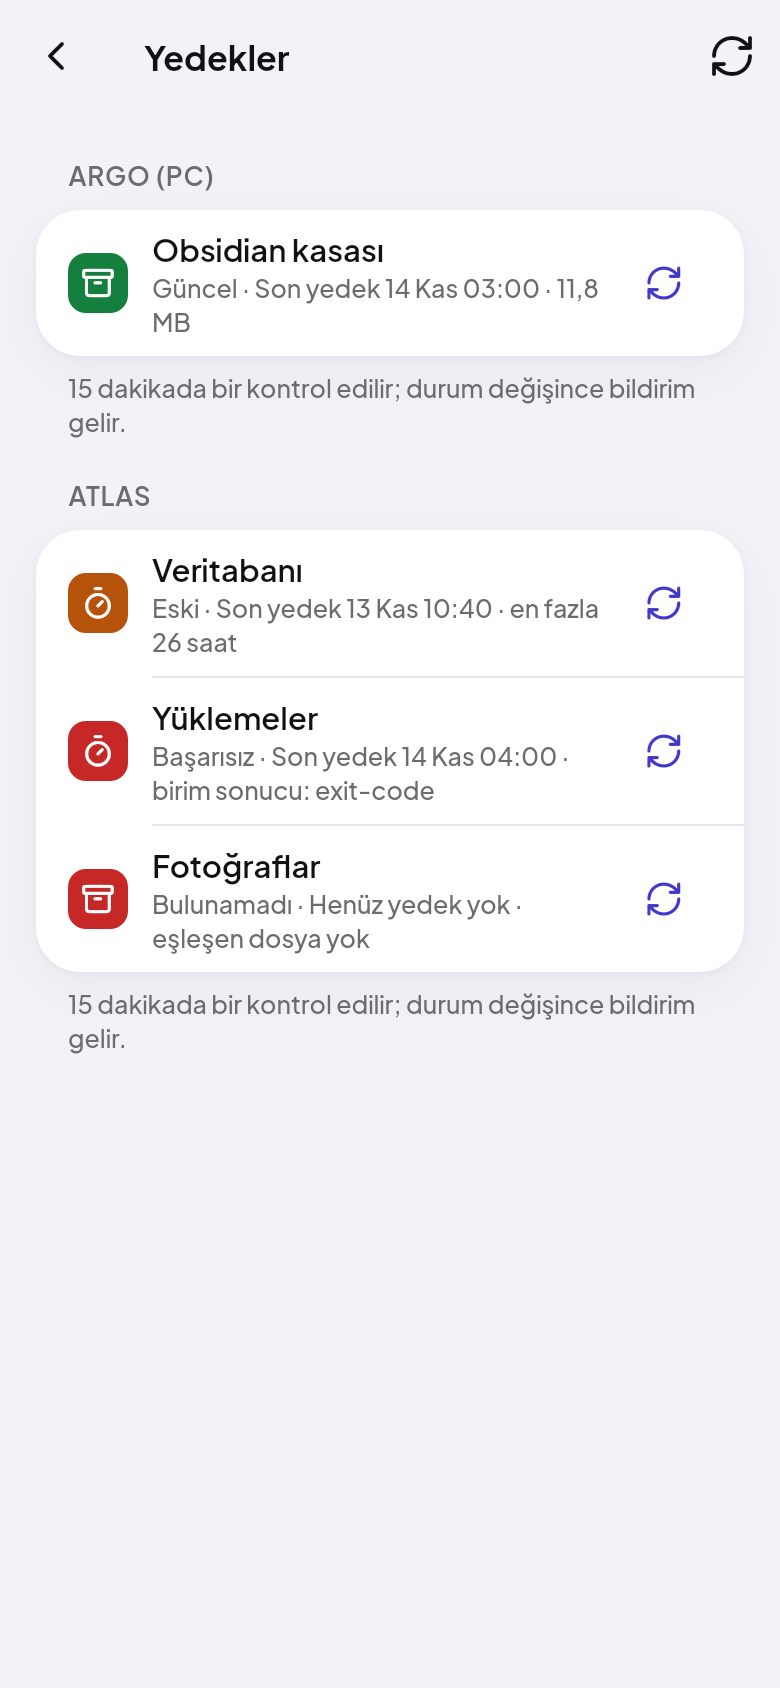 Yedekler
ARGO (PC)
Obsidian kasası
Güncel · Son yedek 14 Kas 03:00 · 11,8
MB
15 dakikada bir kontrol edilir; durum değişince bildirim
gelir.
ATLAS
Veritabanı
Eski · Son yedek 13 Kas 10:40 · en fazla
26 saat
Yüklemeler
Başarısız · Son yedek 14 Kas 04:00 ·
birim sonucu: exit-code
Fotoğraflar
Bulunamadı · Henüz yedek yok ·
eşleşen dosya yok
15 dakikada bir kontrol edilir; durum değişince bildirim
gelir.